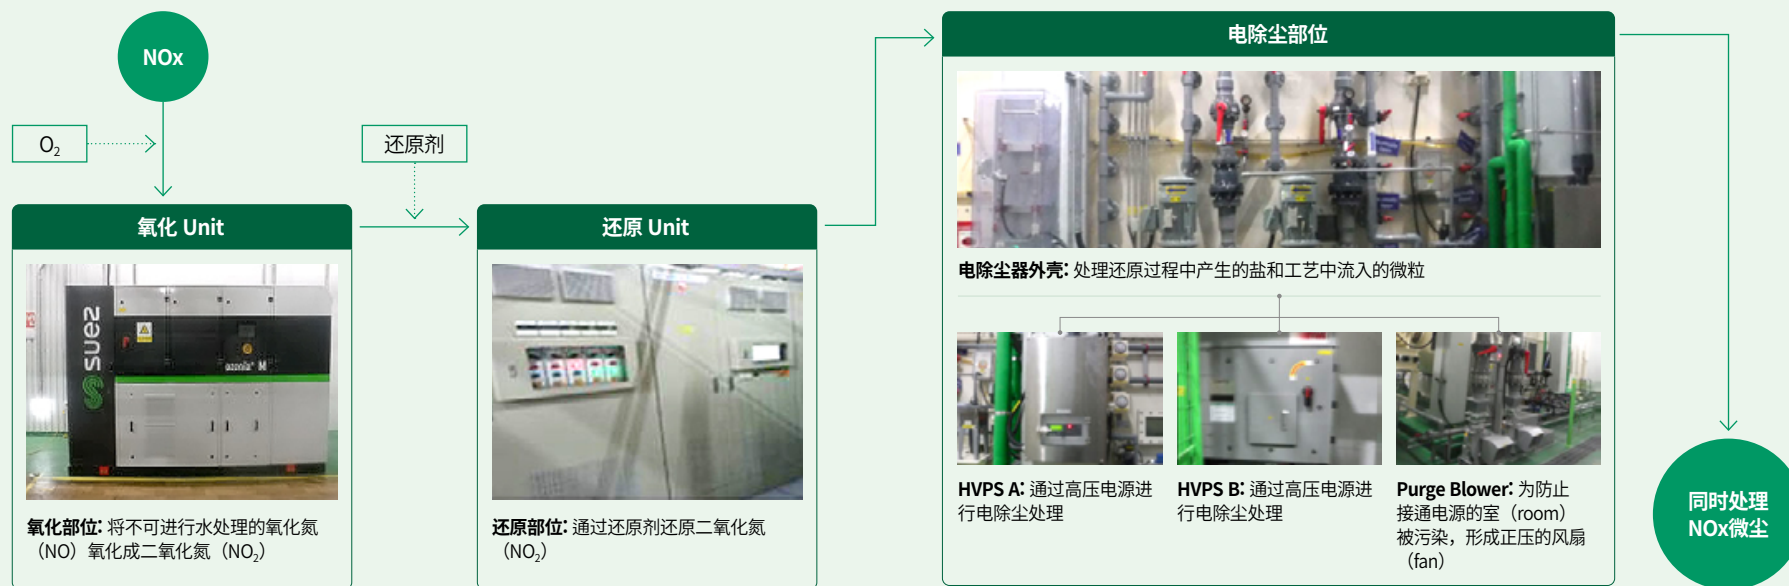 NOx
O₂
还原剂
氧化 Unit
suez
ozonia® M
氧化部位: 将不可进行水处理的氧化氮
（NO）氧化成二氧化氮（NO₂）
还原 Unit
还原部位: 通过还原剂还原二氧化氮
（NO₂）
电除尘部位
电除尘器外壳: 处理还原过程中产生的盐和工艺中流入的微粒
HVPS A: 通过高压电源进
行电除尘处理
HVPS B: 通过高压电源进
行电除尘处理
Purge Blower: 为防止
接通电源的室（room）
被污染，形成正压的风扇
（fan）
同时处理
NOx微尘